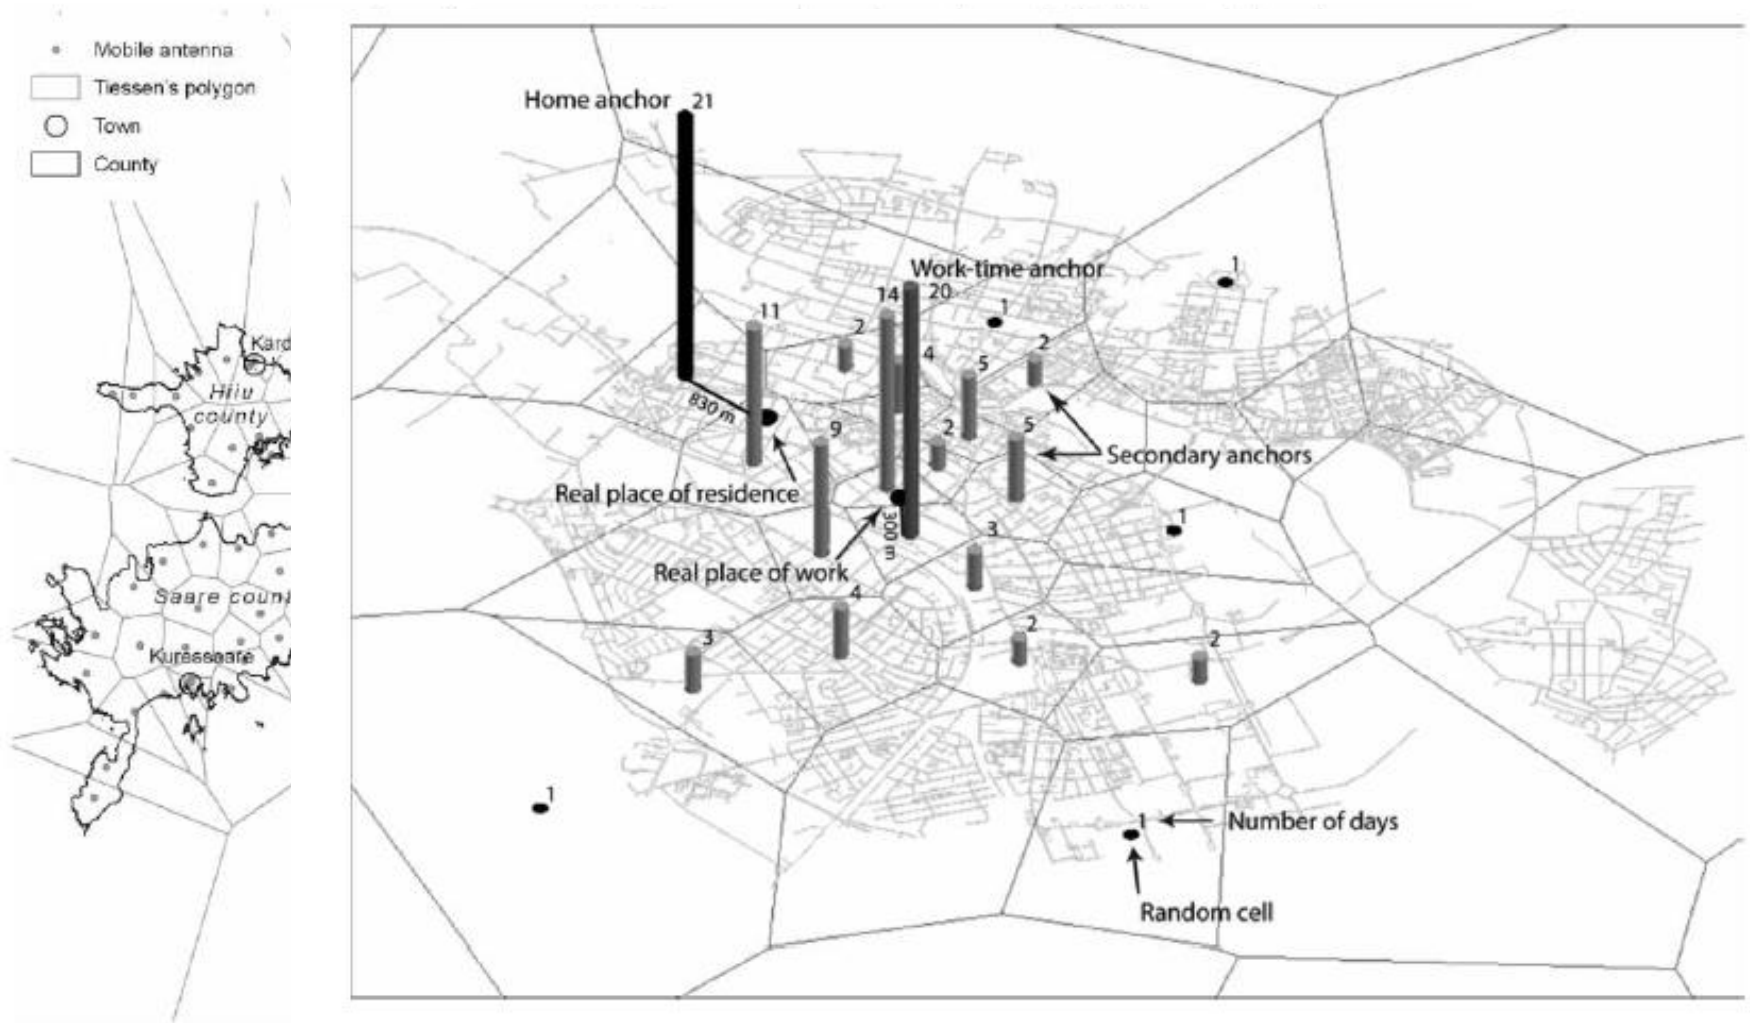 Mobile antenna
Tiessen's polygon
Town
County
Kärd
K
Hiiu
county
Saare count
Kuressaare
Home anchor
21
Work-time anchor
20
14
11
2
4
1
1
5
2
830 m
9
2
5
Secondary anchors
Real place of residence
300 m
1
3
Real place of work
4
3
2
2
1
1
Number of days
Random cell